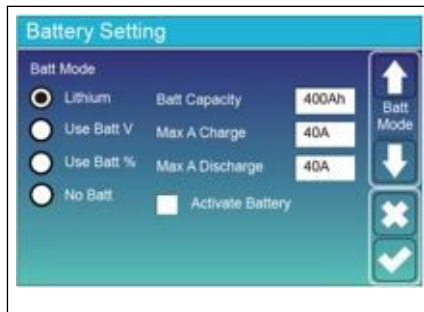 Battery Setting
Batt Mode
Lithium Batt Capacity 400Ah
Use Batt V Max A Charge 40A
Use Batt % Max A Discharge 40A
No Batt Activate Battery
Batt
Mode